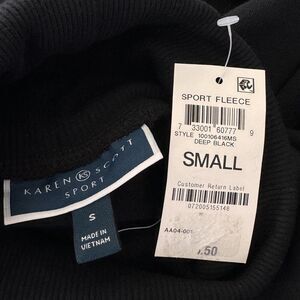 KAREN KS SCOTT
SPORT
S
MADE IN
VIETNAM
SPORT FLEECE
7 33001 60777 9
STYLE 100106416MS
DEEP BLACK
SMALL
Customer Return Label
072005155148
AA04-001
.50